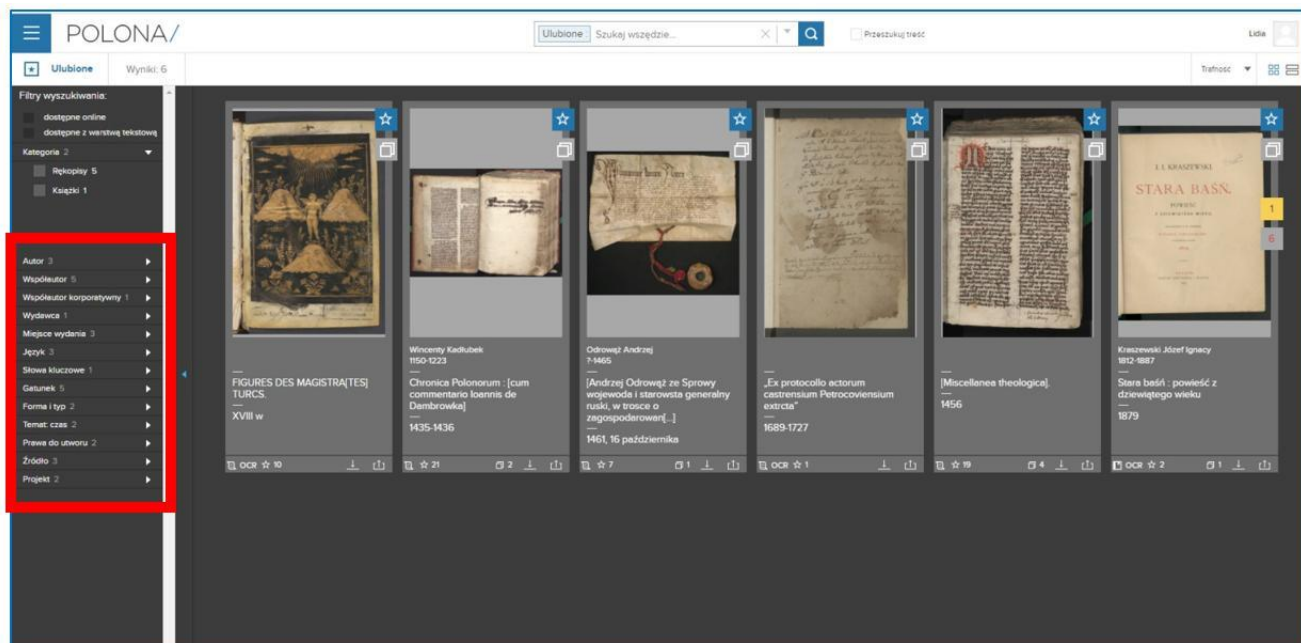 POLONA/
Ulubione Szukaj wszędzie...
Przeszukuj treść
Lidia
Ulubione
Wyniki: 6
Trafność
Filtry wyszukiwania:
dostępne online
dostępne z warstwą tekstową
Kategoria 2
Rękopisy 5
Książki 1
Autor 3
Współautor 5
Współautor korporatywny 1
Wydawca 1
Miejsce wydania 3
Język 3
Słowa kluczowe 1
Gatunek 5
Forma i typ 2
Temat: czas 2
Prawa do utworu 2
Źródło 3
Projekt 2
FIGURES DES MAGISTRA[TES]
TURCS.
XVIII w
OCR 10
Wincenty Kadłubek
1150-1223
Chronica Polonorum : [cum
commentario Ioannis de
Dambrowka]
1435-1436
21 2
Odrowąż Andrzej
?-1465
[Andrzej Odrowąż ze Sprowy
wojewoda i starowsta generalny
ruski, w trosce o
zagospodarowan[...]
1461, 16 października
7 1
„Ex protocollo actorum
castrensium Petrocoviensium
extrcta"
1689-1727
OCR 1
[Miscellanea theologica].
1456
19 4
J. I. KRASZEWSKI.
STARA BAŚŃ.
POWIEŚĆ
Z DZIEWIĄTEGO WIEKU
1
6
Kraszewski Józef Ignacy
1812-1887
Stara baśń : powieść z
dziewiątego wieku
1879
OCR 2 1